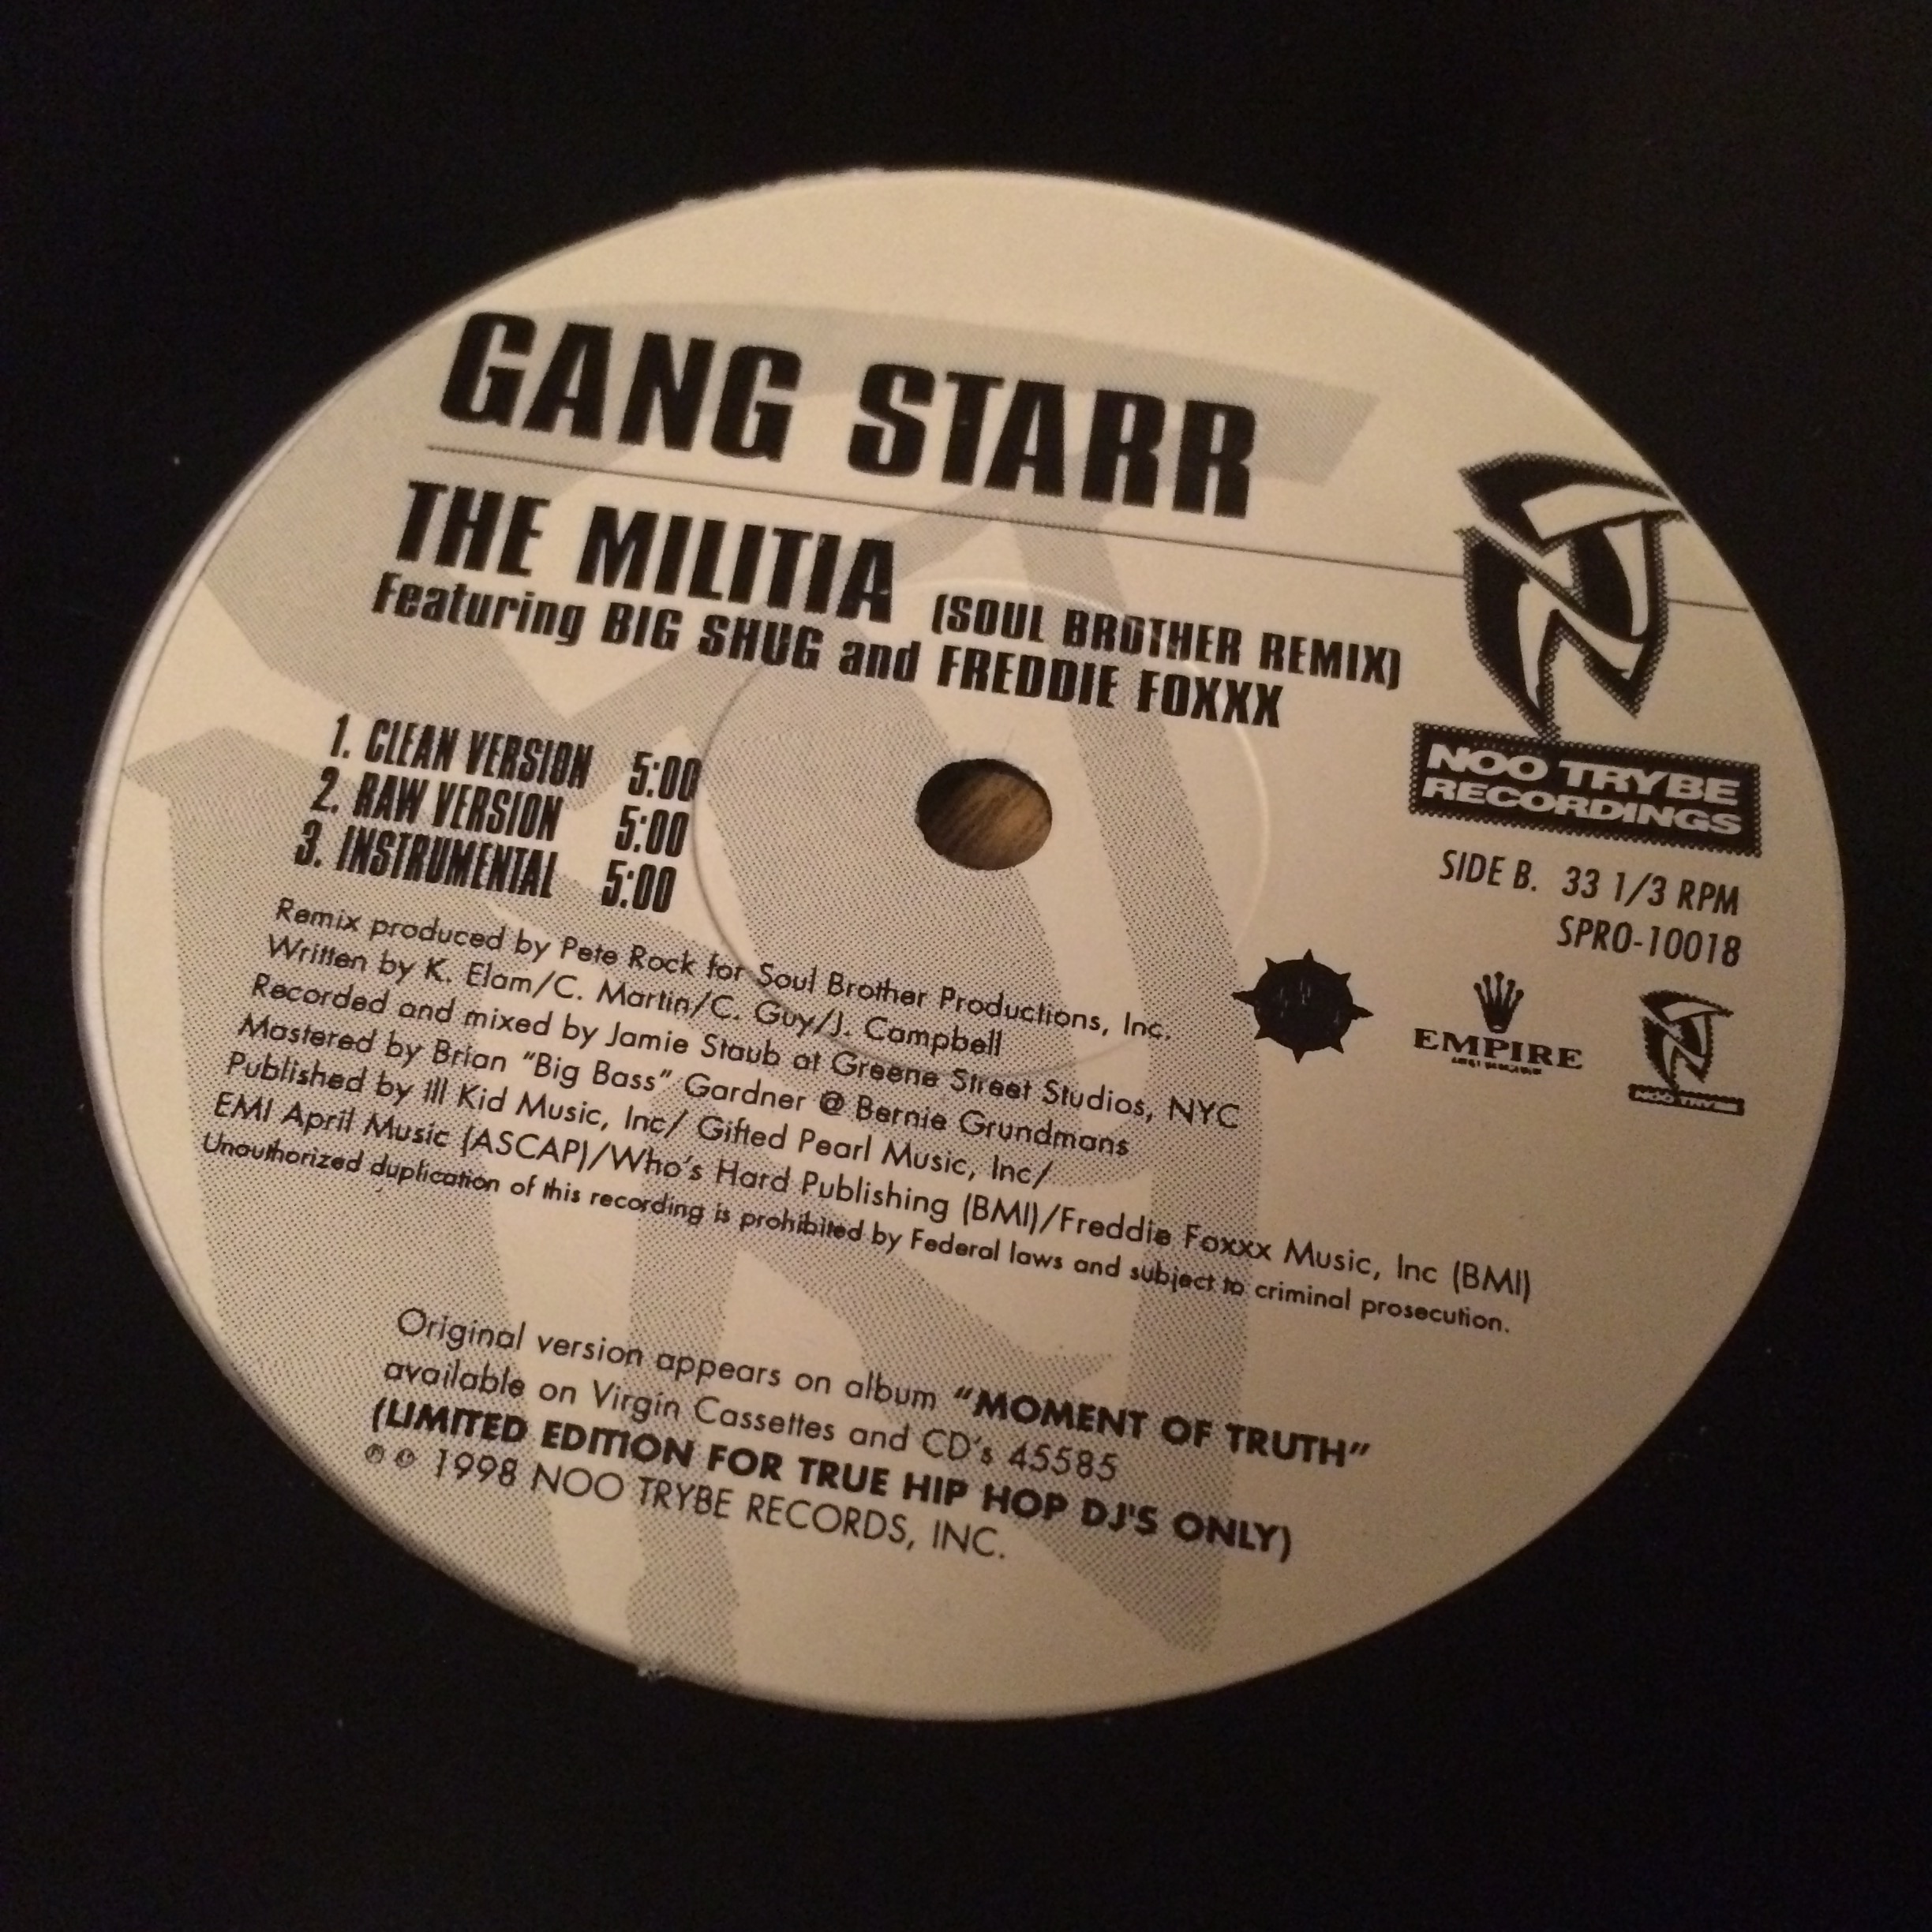 GANG STARR
THE MILITIA (SOUL BROTHER REMIX)
Featuring BIG SHUG and FREDDIE FOXXX
1. CLEAN VERSION 5:00
2. RAW VERSION 5:00
3. INSTRUMENTAL 5:00
NOO TRYBE
RECORDINGS
SIDE B. 33 1/3 RPM
SPRO-10018
EMPIRE
NOO TRYBE
Remix produced by Pete Rock for Soul Brother Productions, Inc.
Written by K. Elam/C. Martin/C. Guy/J. Campbell
Recorded and mixed by Jamie Staub at Greene Street Studios, NYC
Mastered by Brian "Big Bass" Gardner @ Bernie Grundmans
Published by Ill Kid Music, Inc/ Gifted Pearl Music, Inc/
EMI April Music (ASCAP)/Who's Hard Publishing (BMI)/Freddie Foxxx Music, Inc (BMI)
Unauthorized duplication of this recording is prohibited by Federal laws and subject to criminal prosecution.
Original version appears on album "MOMENT OF TRUTH"
available on Virgin Cassettes and CD's 45585
(LIMITED EDITION FOR TRUE HIP HOP DJ'S ONLY)
℗ © 1998 NOO TRYBE RECORDS, INC.